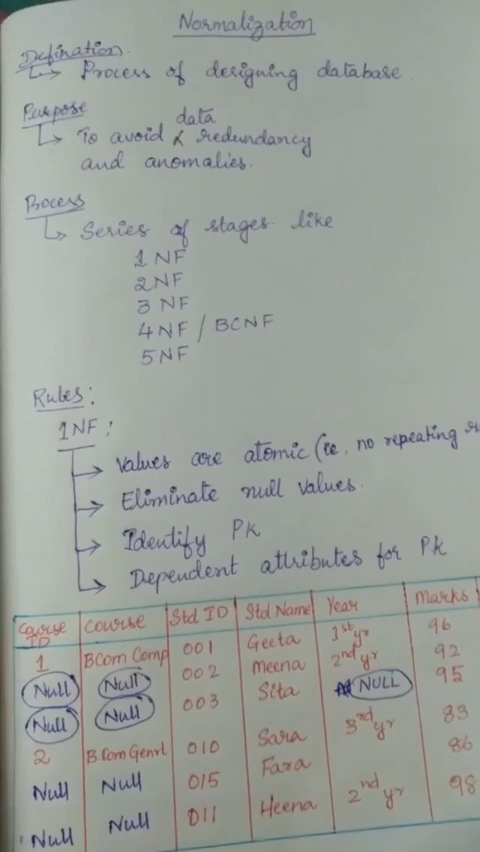 Normalization
Defination.
↳ Process of designing database.
Purpose
data
↳ To avoid ⁁ redundancy
and anomalies.
Process
↳ Series of stages like
1 NF
2 NF
3 NF
4 NF / BCNF
5 NF
Rules:
1NF:
→ Values are atomic (ie. no repeating
→ Eliminate null values.
→ Identify PK
→ Dependent attributes for PK
Course ID Course Std ID Std Name Year Marks
1 BCom Comp 001 Geeta 1st yr 96
Null Null 002 Meena 2nd yr 92
Null Null 003 Sita NULL 95
2 B.Com Genrl 010 Sara 3rd yr 83
Null Null 015 Fara 86
Null Null 011 Heena 2nd yr 98